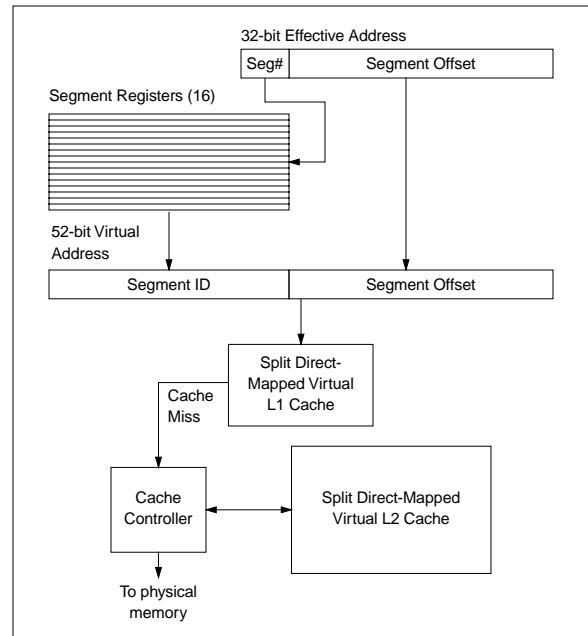 32-bit Effective Address
Seg#
Segment Offset
Segment Registers (16)
52-bit Virtual
Address
Segment ID
Segment Offset
Split Direct-
Mapped Virtual
L1 Cache
Cache
Miss
Cache
Controller
Split Direct-Mapped
Virtual L2 Cache
To physical
memory